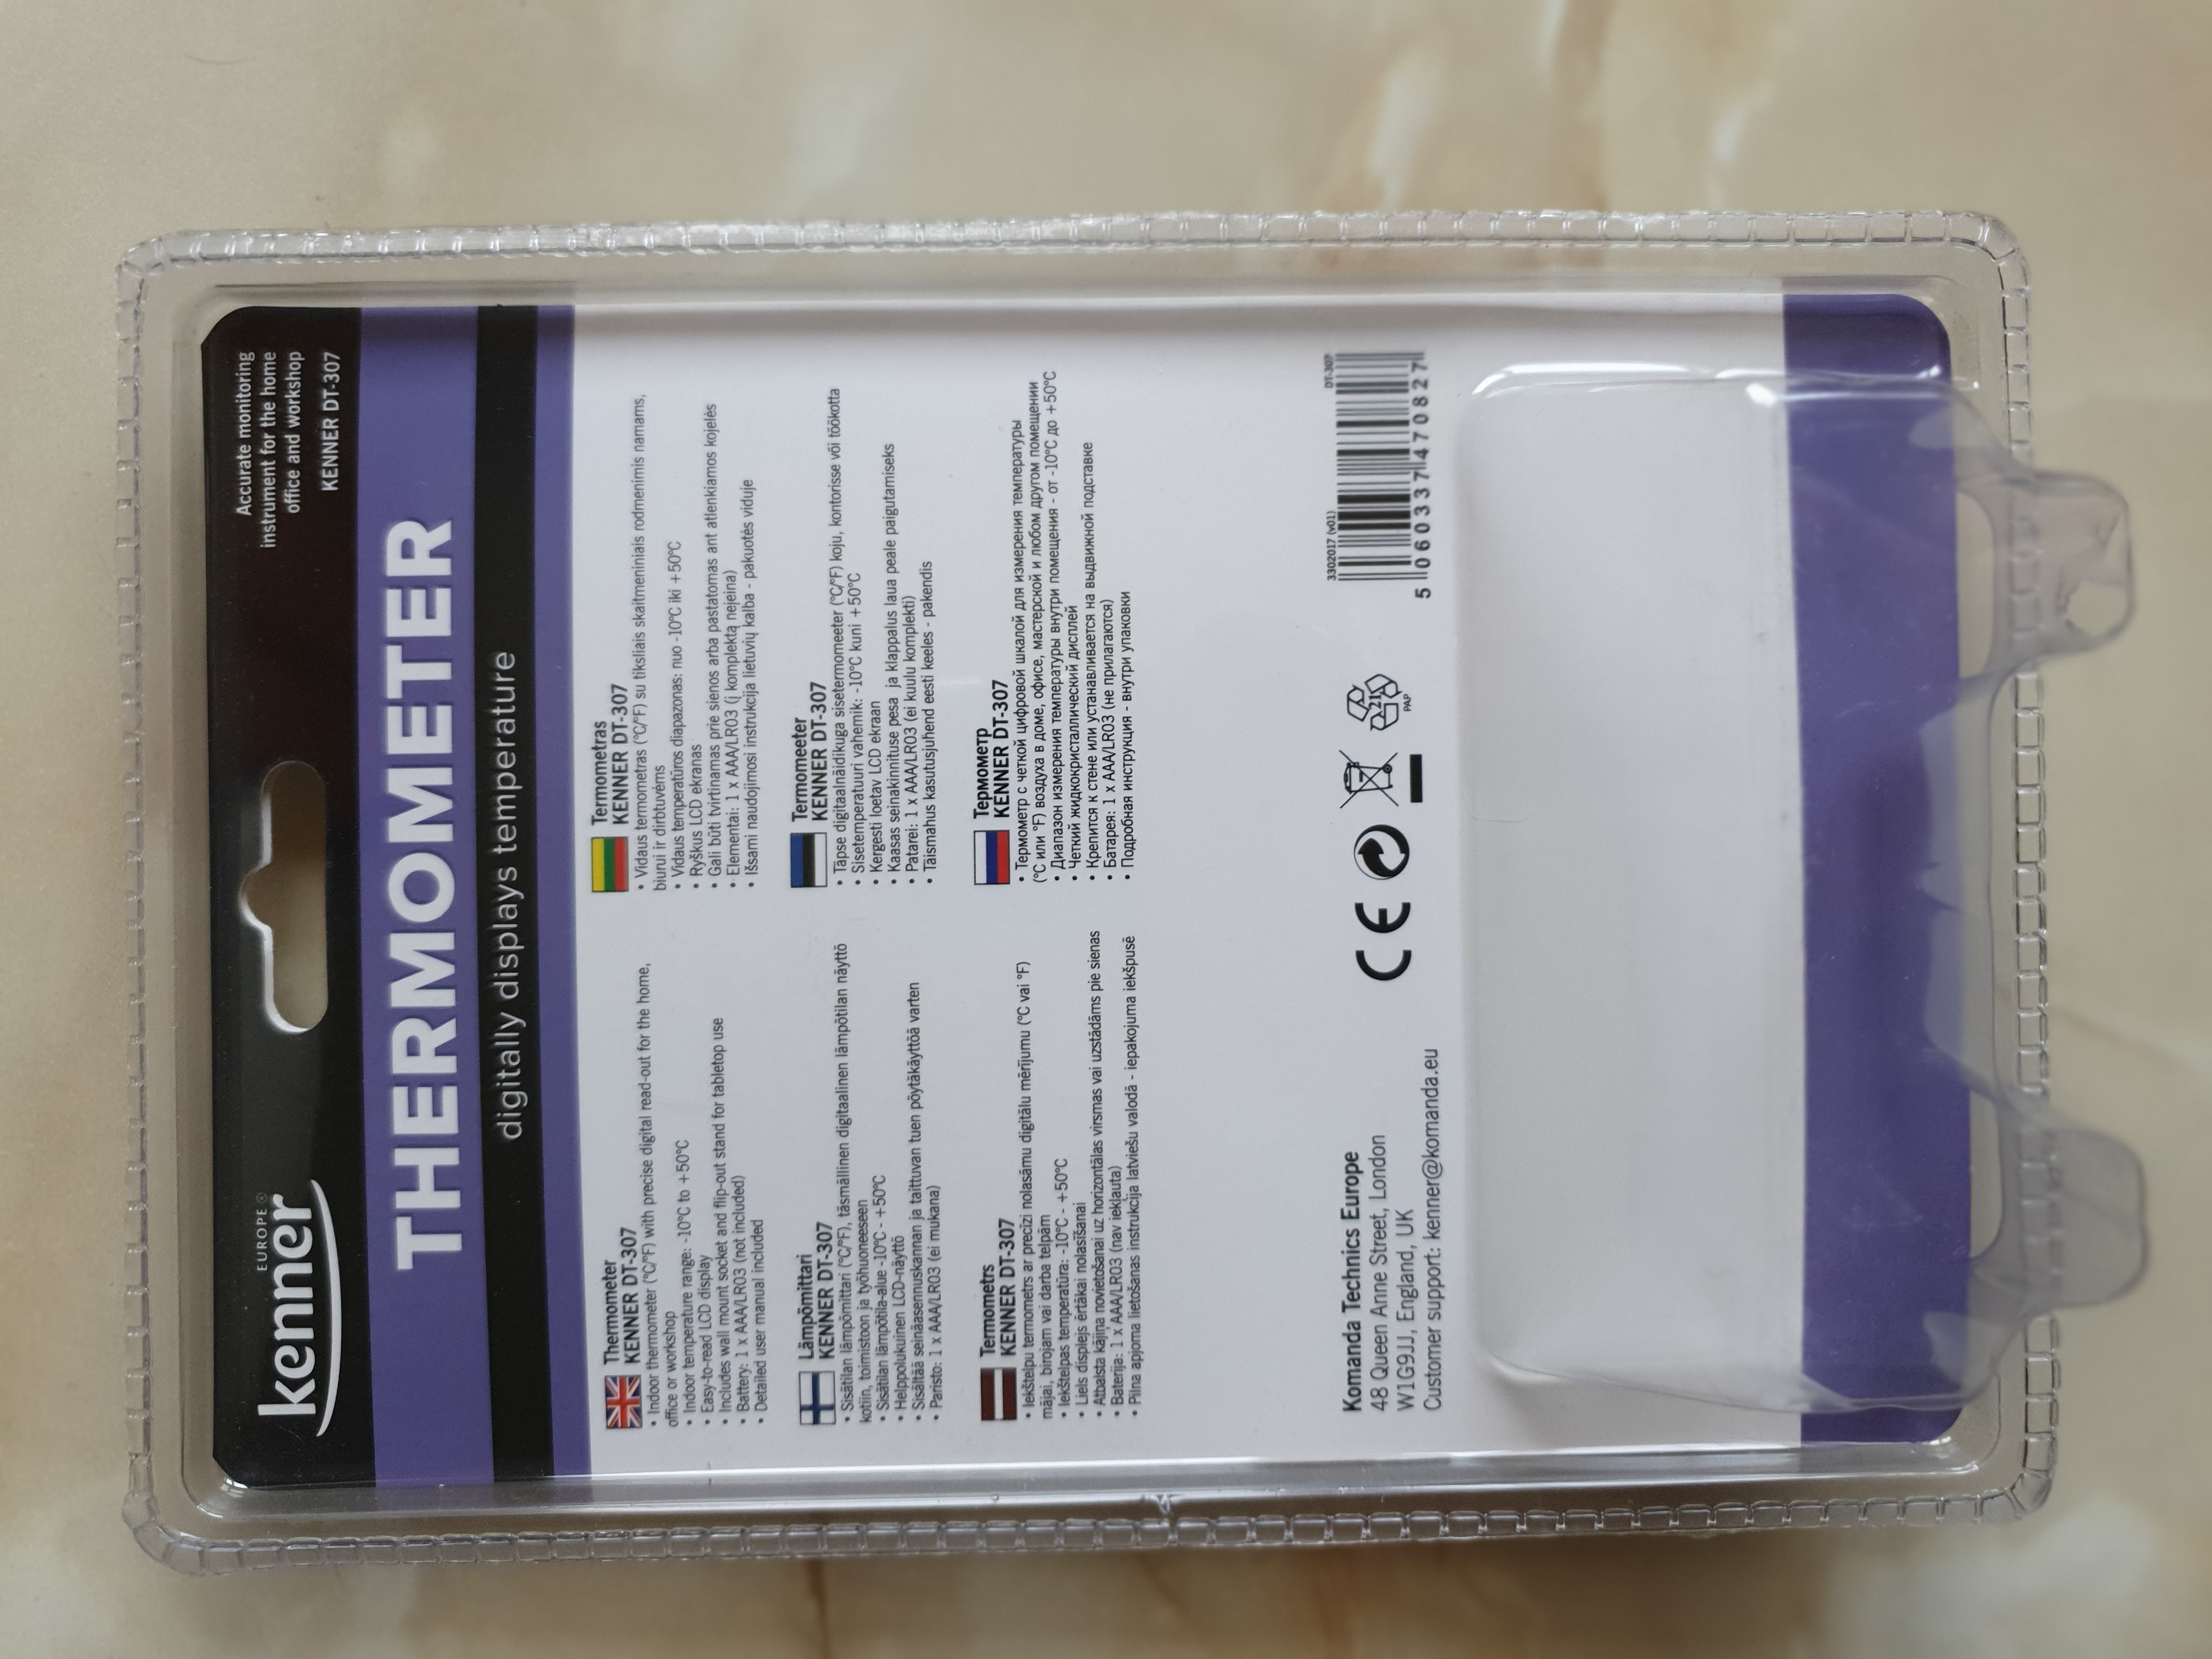 kenner
EUROPE®
Accurate monitoring
instrument for the home
office and workshop
KENNER DT-307
THERMOMETER
digitally displays temperature
Thermometer
KENNER DT-307
• Indoor thermometer (°C/°F) with precise digital read-out for the home,
office or workshop
• Indoor temperature range: -10°C to +50°C
• Easy-to-read LCD display
• Includes wall mount socket and flip-out stand for tabletop use
• Battery: 1 x AAA/LR03 (not included)
• Detailed user manual included
Lämpömittari
KENNER DT-307
• Sisätilan lämpömittari (°C/°F), täsmällinen digitaalinen lämpötilan näyttö
kotiin, toimistoon ja työhuoneeseen
• Sisätilan lämpötila-alue -10°C - +50°C
• Helppolukuinen LCD-näyttö
• Sisältää seinäasennuskannan ja taittuvan tuen pöytäkäyttöä varten
• Paristo: 1 x AAA/LR03 (ei mukana)
Termometrs
KENNER DT-307
• Iekštelpu termometrs ar precīzi nolasāmu digitālu mērījumu (°C vai °F)
mājai, birojam vai darba telpām
• Iekštelpas temperatūra: -10°C - +50°C
• Liels displejs ērtākai nolasīšanai
• Atbalsta kājiņa novietošanai uz horizontālas virsmas vai uzstādāms pie sienas
• Baterija: 1 x AAA/LR03 (nav iekļauta)
• Pilna apjoma lietošanas instrukcija latviešu valodā - iepakojuma iekšpusē
Termometras
KENNER DT-307
• Vidaus termometras (°C/°F) su tiksliais skaitmeniniais rodmenimis namams,
biurui ir dirbtuvėms
• Vidaus temperatūros diapazonas: nuo -10°C iki +50°C
• Ryškus LCD ekranas
• Gali būti tvirtinamas prie sienos arba pastatomas ant atlenkiamos kojelės
• Elementai: 1 x AAA/LR03 (į komplektą neįeina)
• Išsami naudojimosi instrukcija lietuvių kalba - pakuotės viduje
Termomeeter
KENNER DT-307
• Täpse digitaalnäidikuga sisetermomeeter (°C/°F) koju, kontorisse või töökotta
• Sisetemperatuuri vahemik: -10°C kuni +50°C
• Kergesti loetav LCD ekraan
• Kaasas seinakinnituse pesa ja klappalus laua peale paigutamiseks
• Patarei: 1 x AAA/LR03 (ei kuulu komplekti)
• Täismahus kasutusjuhend eesti keeles - pakendis
Термометр
KENNER DT-307
• Термометр с четкой цифровой шкалой для измерения температуры
(°C или °F) воздуха в доме, офисе, мастерской и любом другом помещении
• Диапазон измерения температуры внутри помещения - от -10°C до +50°C
• Четкий жидкокристаллический дисплей
• Крепится к стене или устанавливается на выдвижной подставке
• Батарея: 1 x AAA/LR03 (не прилагаются)
• Подробная инструкция - внутри упаковки
Komanda Technics Europe
48 Queen Anne Street, London
W1G9JJ, England, UK
Customer support: kenner@komanda.eu
CE
21
PAP
3302017 (v01)
DT-307
5 060337 470827